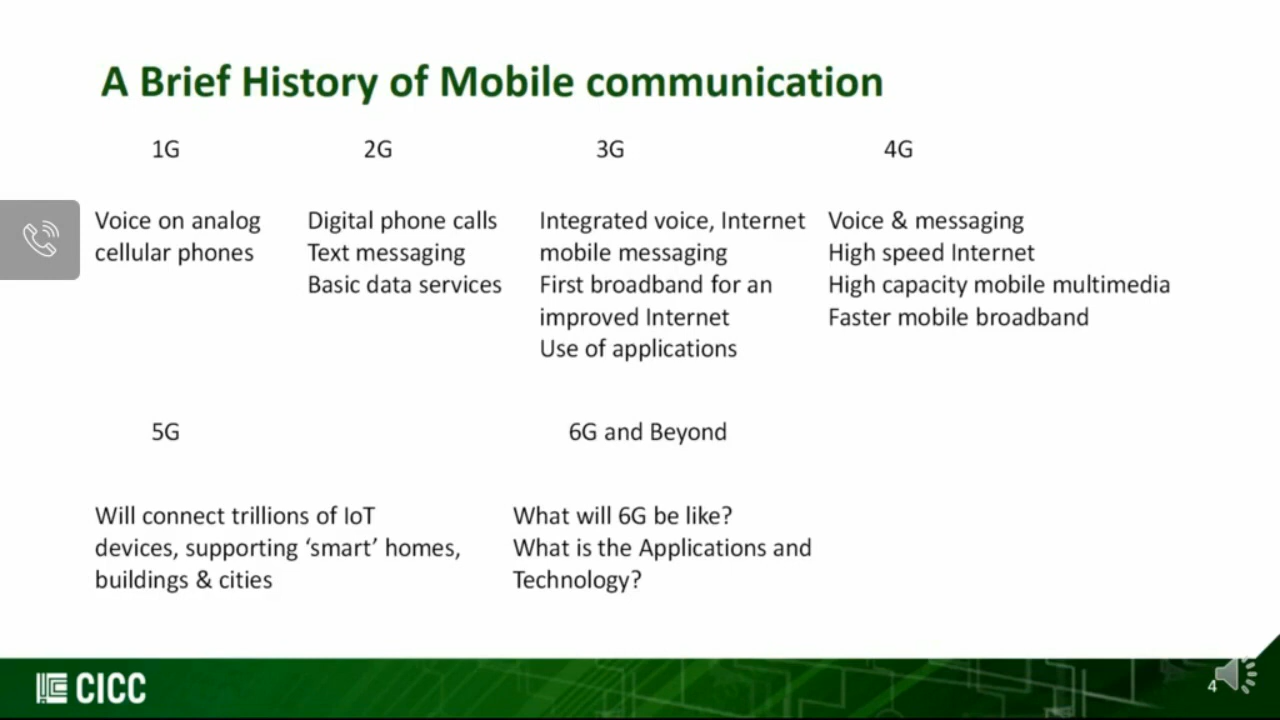 A Brief History of Mobile communication
1G
2G
3G
4G
Voice on analog
cellular phones
Digital phone calls
Text messaging
Basic data services
Integrated voice, Internet
mobile messaging
First broadband for an
improved Internet
Use of applications
Voice & messaging
High speed Internet
High capacity mobile multimedia
Faster mobile broadband
5G
6G and Beyond
Will connect trillions of IoT
devices, supporting ‘smart’ homes,
buildings & cities
What will 6G be like?
What is the Applications and
Technology?
CICC
4